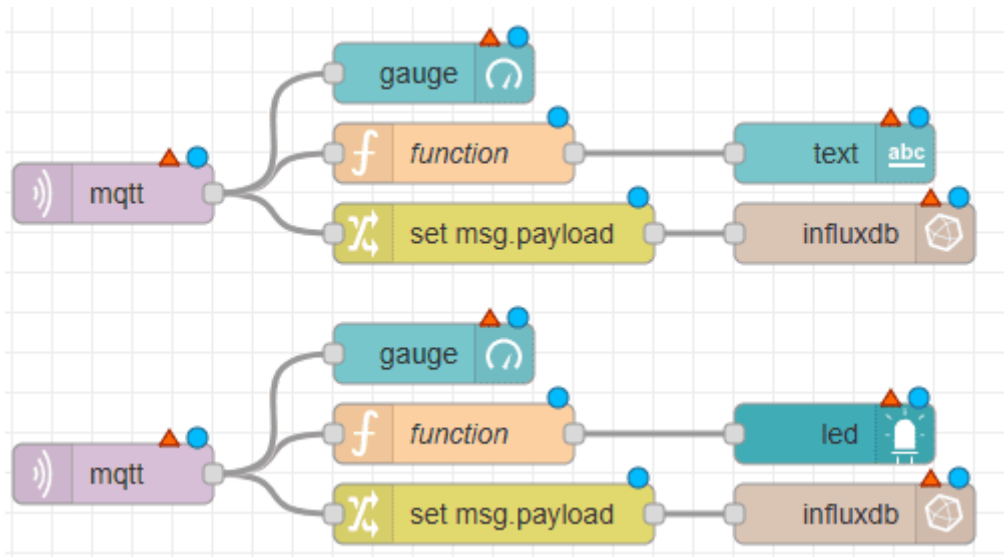 gauge
function
text abc
mqtt
set msg.payload
influxdb
gauge
function
led
mqtt
set msg.payload
influxdb